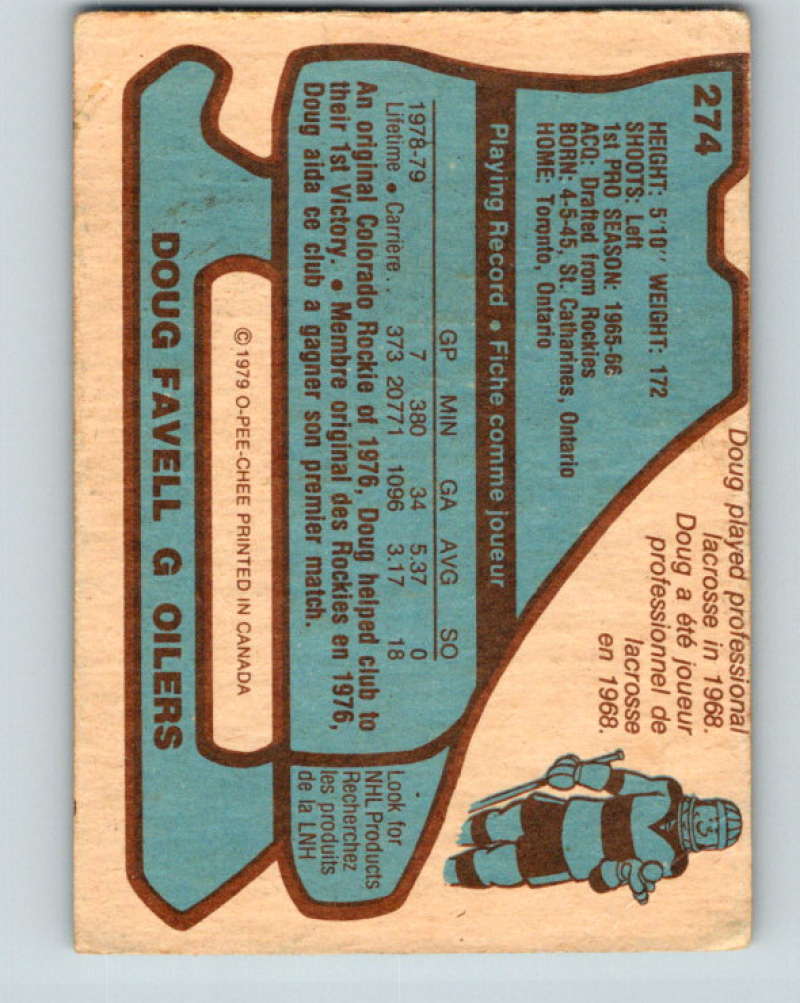 274
Doug played professional
lacrosse in 1968.
Doug a été joueur
professionnel de
lacrosse
en 1968.
HEIGHT: 5'10" WEIGHT: 172
SHOOTS: Left
1st PRO SEASON: 1965-66
ACQ: Drafted from Rockies
BORN: 4-5-45, St. Catharines, Ontario
HOME: Toronto, Ontario
Playing Record • Fiche comme joueur
GP MIN GA AVG SO
1978-79 7 380 34 5.37 0
Lifetime • Carrière.. 373 20771 1096 3.17 18
An original Colorado Rockie of 1976, Doug helped club to
their 1st Victory. • Membre original des Rockies en 1976,
Doug aida ce club a gagner son premier match.
Look for
NHL Products
Recherchez
les produits
de la LNH
© 1979 O-PEE-CHEE PRINTED IN CANADA
DOUG FAVELL G OILERS